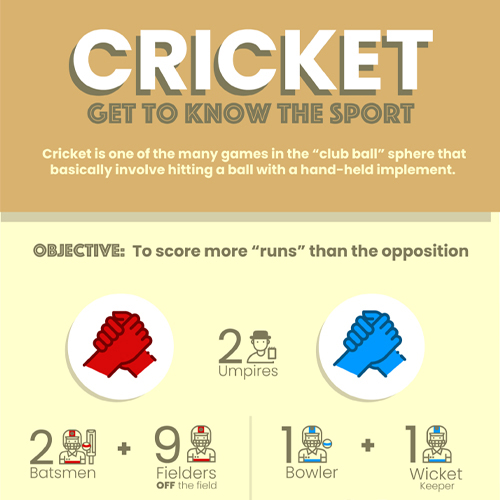 CRICKET
GET TO KNOW THE SPORT
Cricket is one of the many games in the “club ball” sphere that
basically involve hitting a ball with a hand-held implement.
OBJECTIVE: To score more “runs” than the opposition
2
Umpires
2 + 9
Batsmen Fielders
OFF the field
1 + 1
Bowler Wicket
Keeper